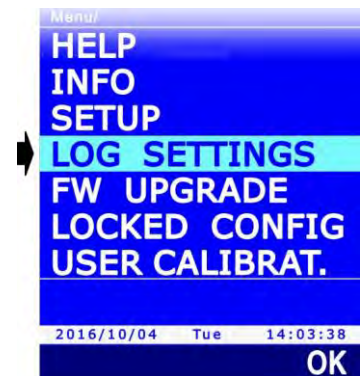 Menu/
HELP
INFO
SETUP
LOG SETTINGS
FW UPGRADE
LOCKED CONFIG
USER CALIBRAT.
2016/10/04 Tue 14:03:38
OK